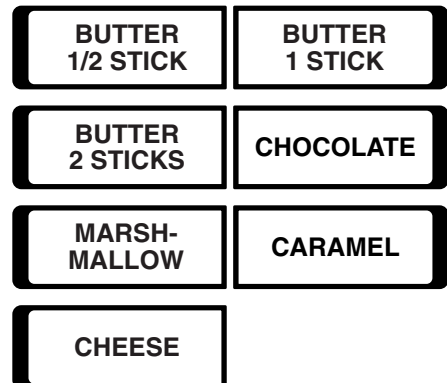 BUTTER
1/2 STICK
BUTTER
1 STICK
BUTTER
2 STICKS
CHOCOLATE
MARSH-
MALLOW
CARAMEL
CHEESE